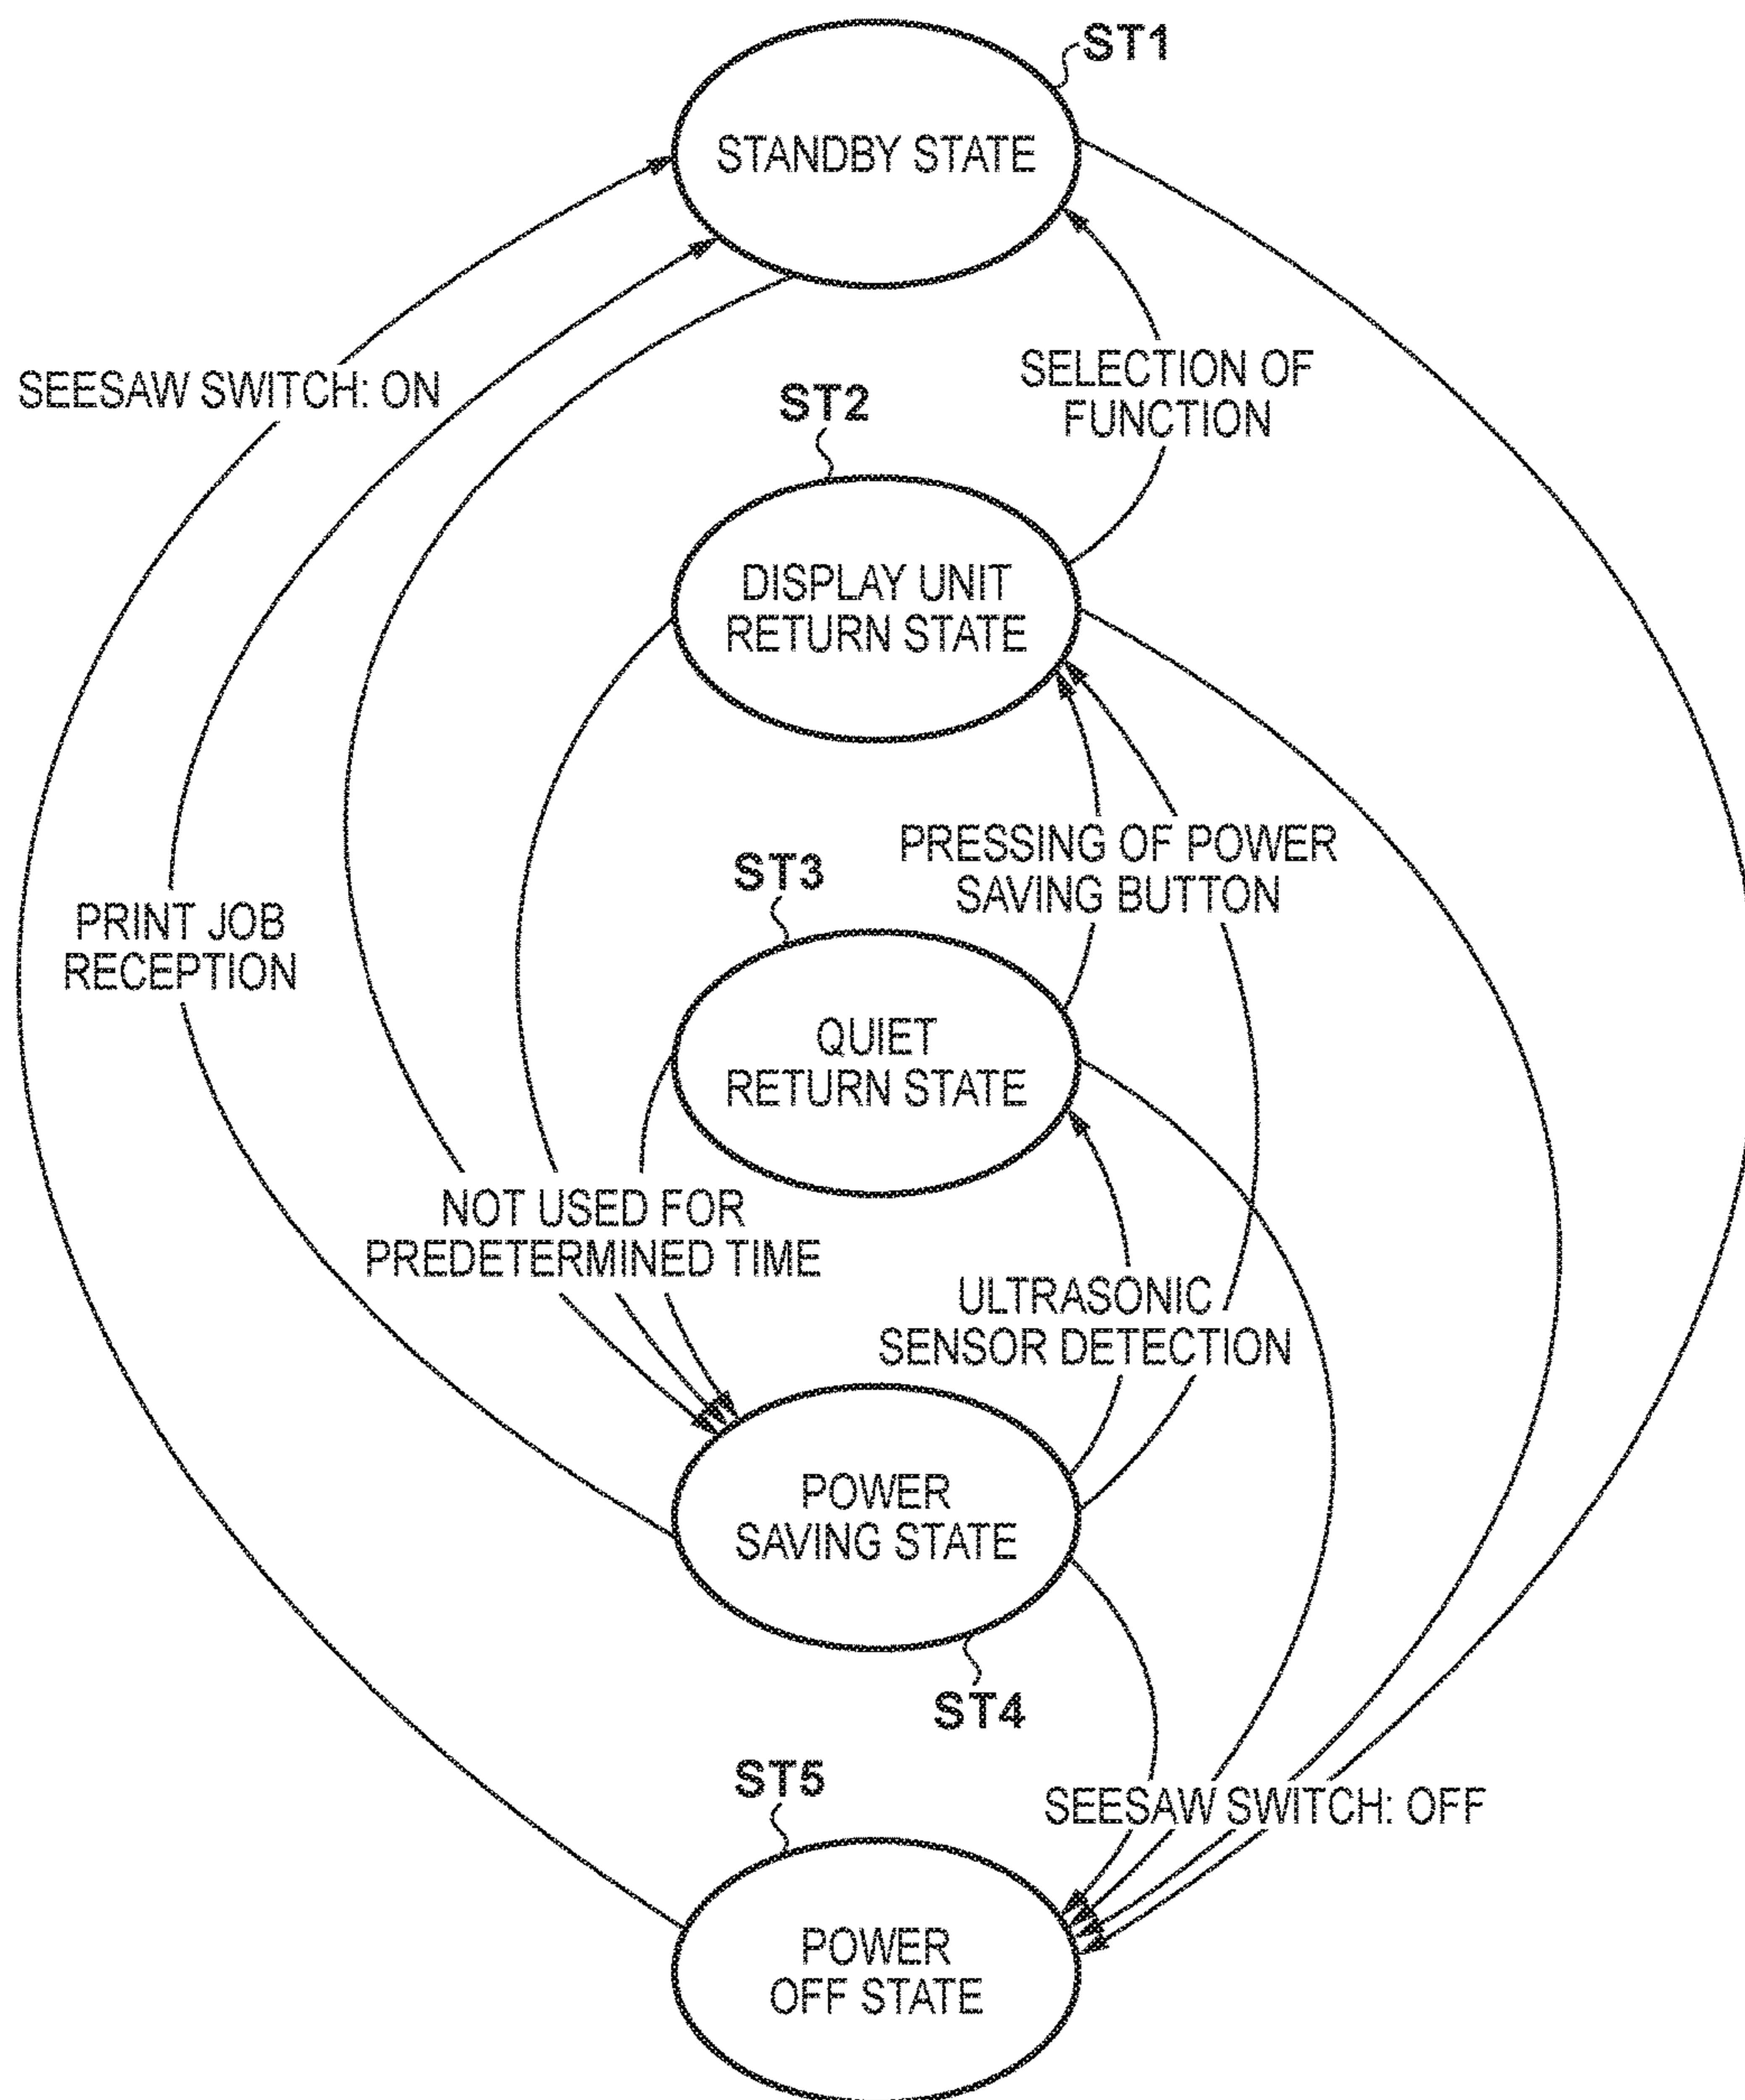 ST1
STANDBY STATE
SEESAW SWITCH: ON
SELECTION OF
FUNCTION
ST2
DISPLAY UNIT
RETURN STATE
PRESSING OF POWER
SAVING BUTTON
ST3
PRINT JOB
RECEPTION
QUIET
RETURN STATE
NOT USED FOR
PREDETERMINED TIME
ULTRASONIC
SENSOR DETECTION
POWER
SAVING STATE
ST4
ST5
SEESAW SWITCH: OFF
POWER
OFF STATE